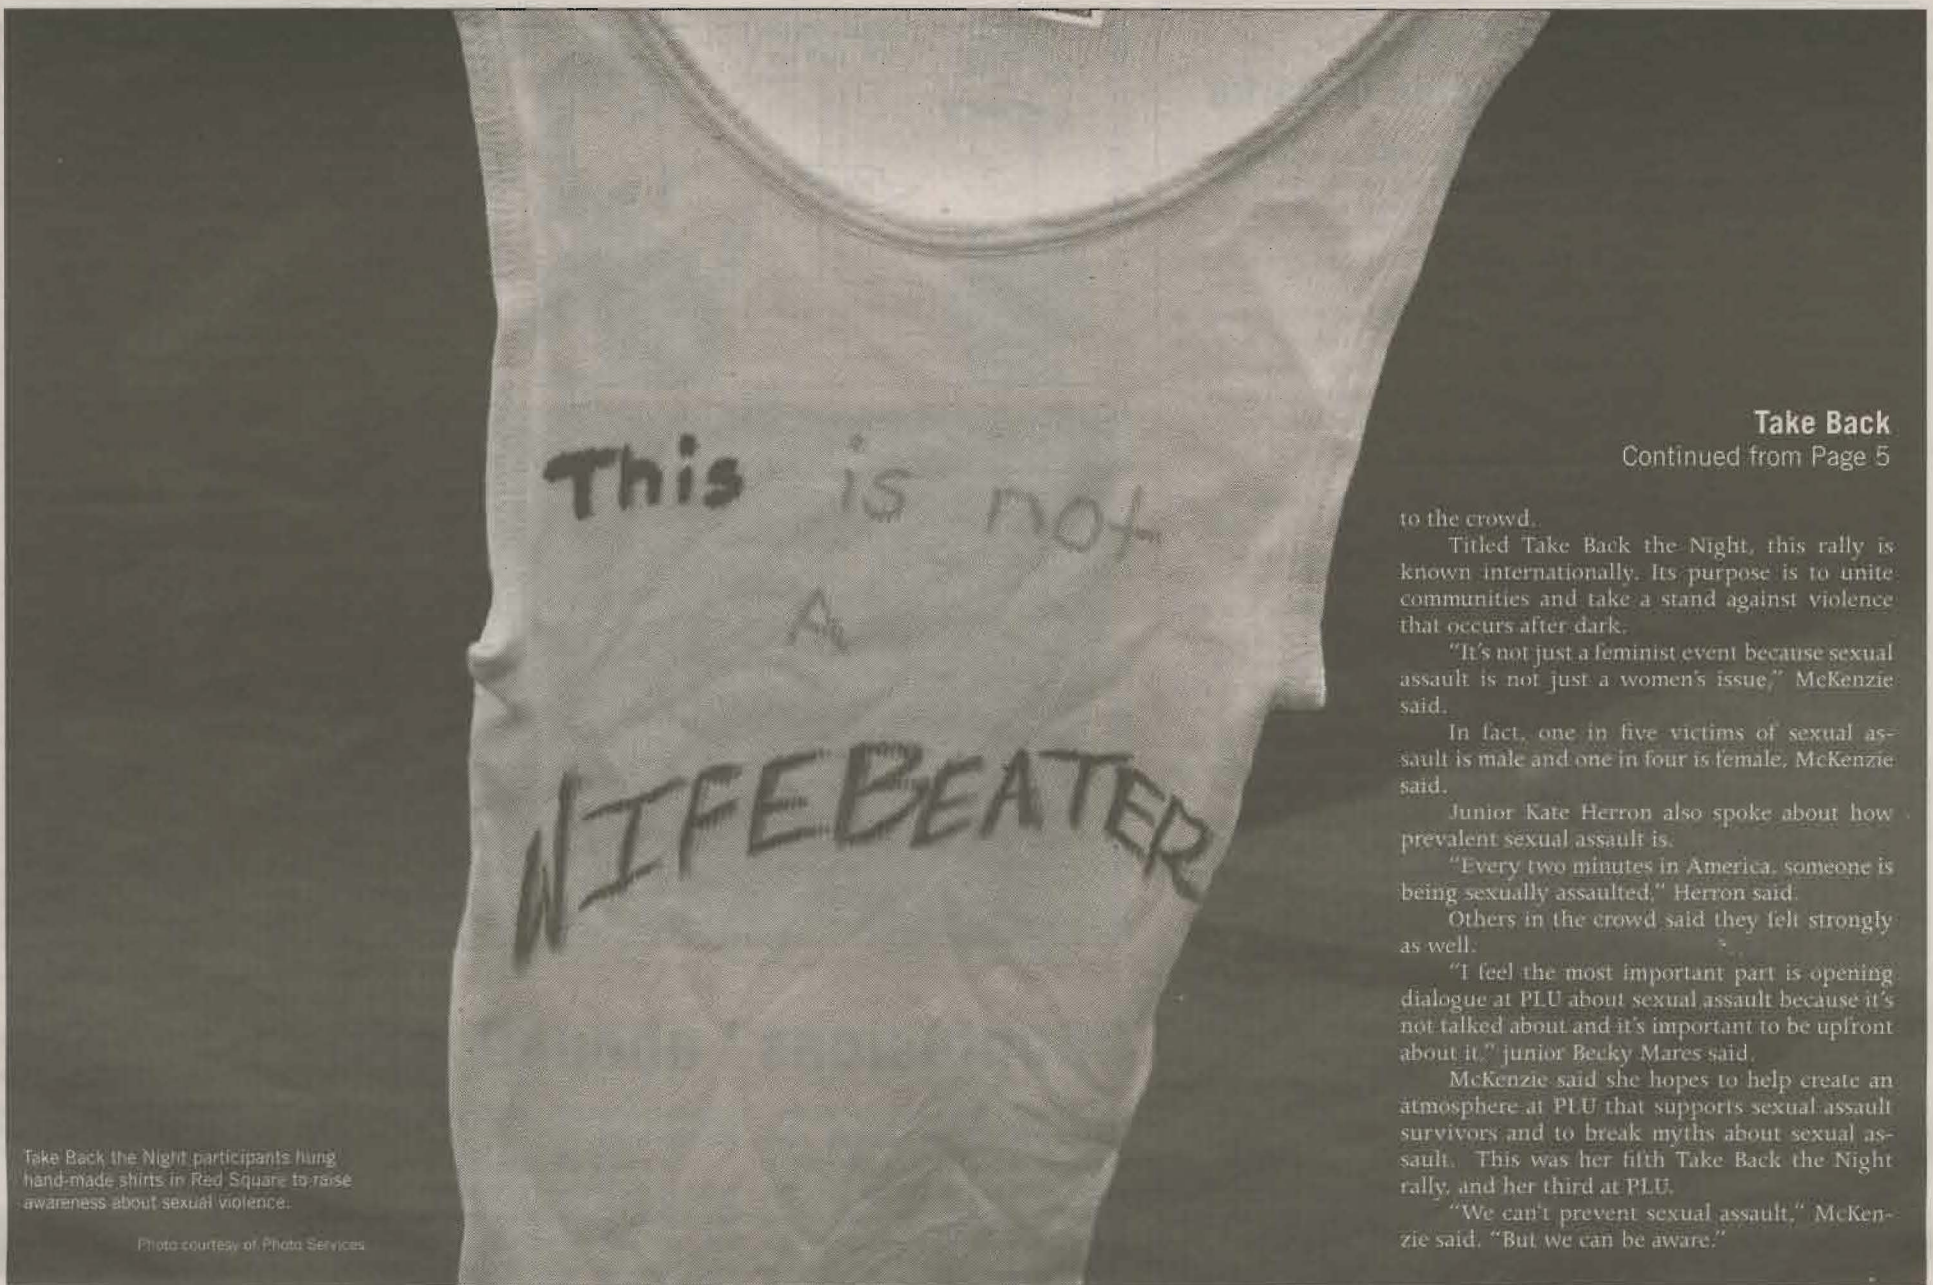 This is not
A
WIFEBEATER
Take Back
Continued from Page 5
to the crowd.
Titled Take Back the Night, this rally is
known internationally. Its purpose is to unite
communities and take a stand against violence
that occurs after dark.
"It's not just a feminist event because sexual
assault is not just a women's issue," McKenzie
said.
In fact, one in five victims of sexual as-
sault is male and one in four is female, McKenzie
said.
Junior Kate Herron also spoke about how
prevalent sexual assault is.
"Every two minutes in America, someone is
being sexually assaulted," Herron said.
Others in the crowd said they felt strongly
as well.
"I feel the most important part is opening
dialogue at PLU about sexual assault because it's
not talked about and it's important to be upfront
about it," junior Becky Mares said.
McKenzie said she hopes to help create an
atmosphere at PLU that supports sexual assault
survivors and to break myths about sexual as-
sault. This was her fifth Take Back the Night
rally, and her third at PLU.
"We can't prevent sexual assault," McKen-
zie said. "But we can be aware."
Take Back the Night participants hung
hand-made shirts in Red Square to raise
awareness about sexual violence.
Photo courtesy of Photo Services